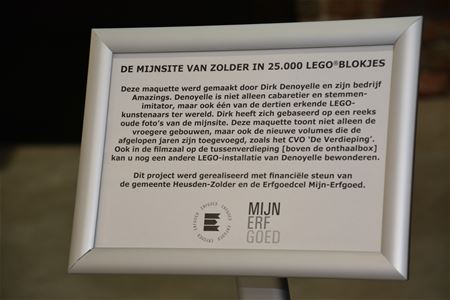 DE MIJNSITE VAN ZOLDER IN 25.000 LEGO® BLOKJES
Deze maquette werd gemaakt door Dirk Denoyelle en zijn bedrijf
Amazings. Denoyelle is niet alleen cabaretier en stemmen-
imitator, maar ook één van de dertien erkende LEGO-
kunstenaars ter wereld. Dirk heeft zich gebaseerd op een reeks
oude foto's van de mijnsite. Deze maquette toont niet alleen de
vroegere gebouwen, maar ook de nieuwe volumes die de
afgelopen jaren zijn toegevoegd, zoals het CVO 'De Verdieping'.
Ook in de filmzaal op de tussenverdieping [boven de onthaalbox]
kan u nog een andere LEGO-installatie van Denoyelle bewonderen.
Dit project werd gerealiseerd met financiële steun van
de gemeente Heusden-Zolder en de Erfgoedcel Mijn-Erfgoed.
ERFGOED ERFGOED ERFGOED ERFGOED
MIJN
ERF
GOED